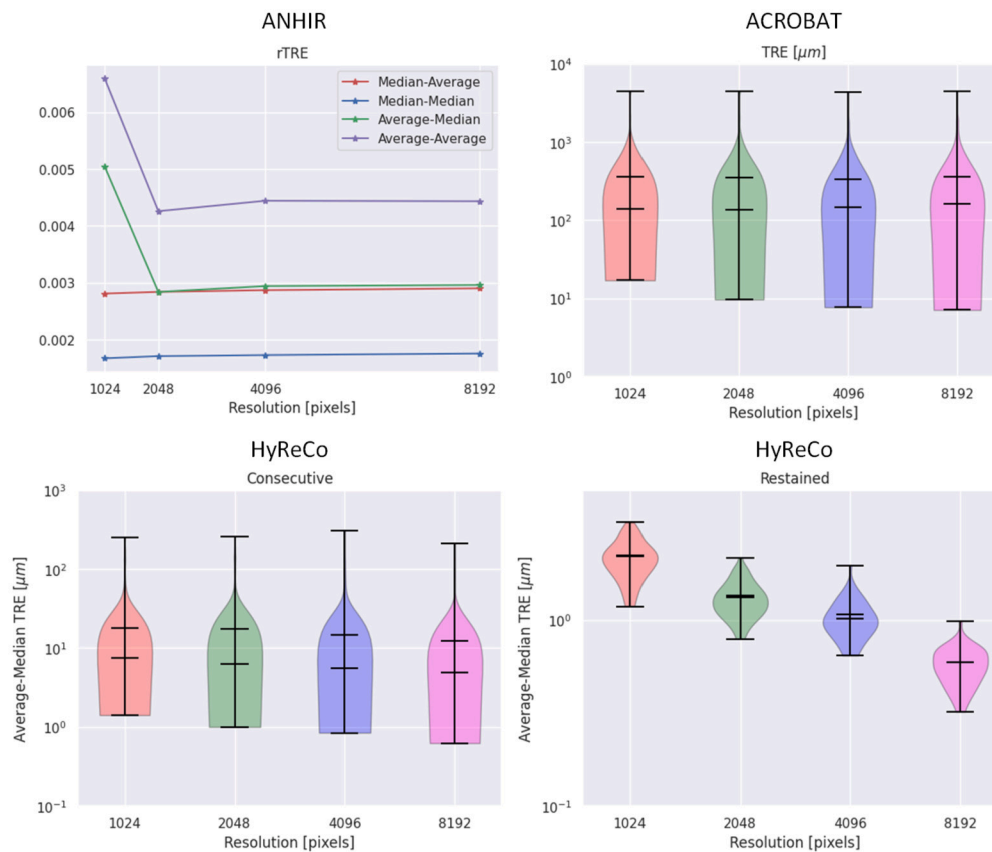 ANHIR
rTRE
Median-Average
Median-Median
Average-Median
Average-Average
0.006
0.005
0.004
0.003
0.002
1024 2048 4096 8192
Resolution [pixels]
ACROBAT
TRE [μm]
10⁴
10³
10²
10¹
10⁰
1024 2048 4096 8192
Resolution [pixels]
HyReCo
Consecutive
Average-Median TRE [μm]
10³
10²
10¹
10⁰
10⁻¹
1024 2048 4096 8192
Resolution [pixels]
HyReCo
Restained
Average-Median TRE [μm]
10⁰
10⁻¹
1024 2048 4096 8192
Resolution [pixels]